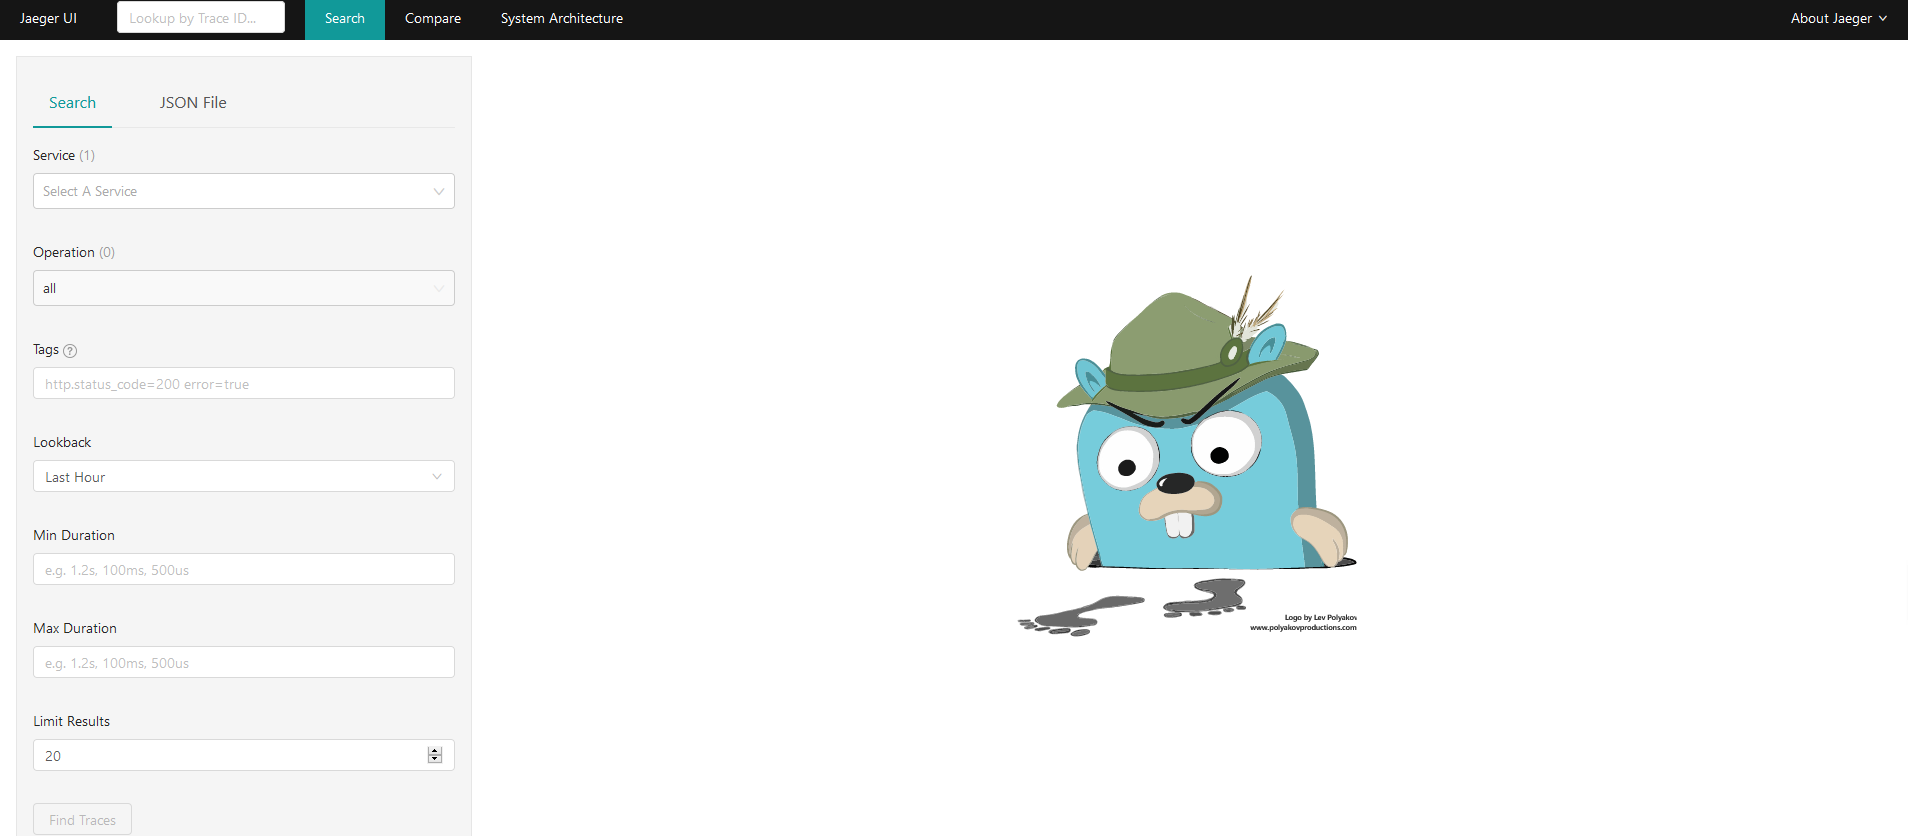 Jaeger UI
Lookup by Trace ID...
Search
Compare
System Architecture
About Jaeger
Search
JSON File
Service (1)
Select A Service
Operation (0)
all
Tags ?
http.status_code=200 error=true
Lookback
Last Hour
Min Duration
e.g. 1.2s, 100ms, 500us
Max Duration
e.g. 1.2s, 100ms, 500us
Limit Results
20
Find Traces
Logo by Lev Polyakov
www.polyakovproductions.com